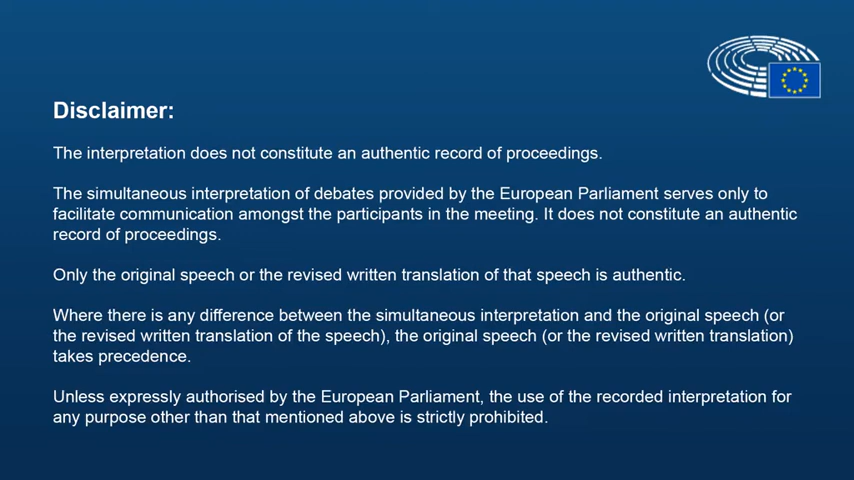 Disclaimer:
The interpretation does not constitute an authentic record of proceedings.
The simultaneous interpretation of debates provided by the European Parliament serves only to
facilitate communication amongst the participants in the meeting. It does not constitute an authentic
record of proceedings.
Only the original speech or the revised written translation of that speech is authentic.
Where there is any difference between the simultaneous interpretation and the original speech (or
the revised written translation of the speech), the original speech (or the revised written translation)
takes precedence.
Unless expressly authorised by the European Parliament, the use of the recorded interpretation for
any purpose other than that mentioned above is strictly prohibited.